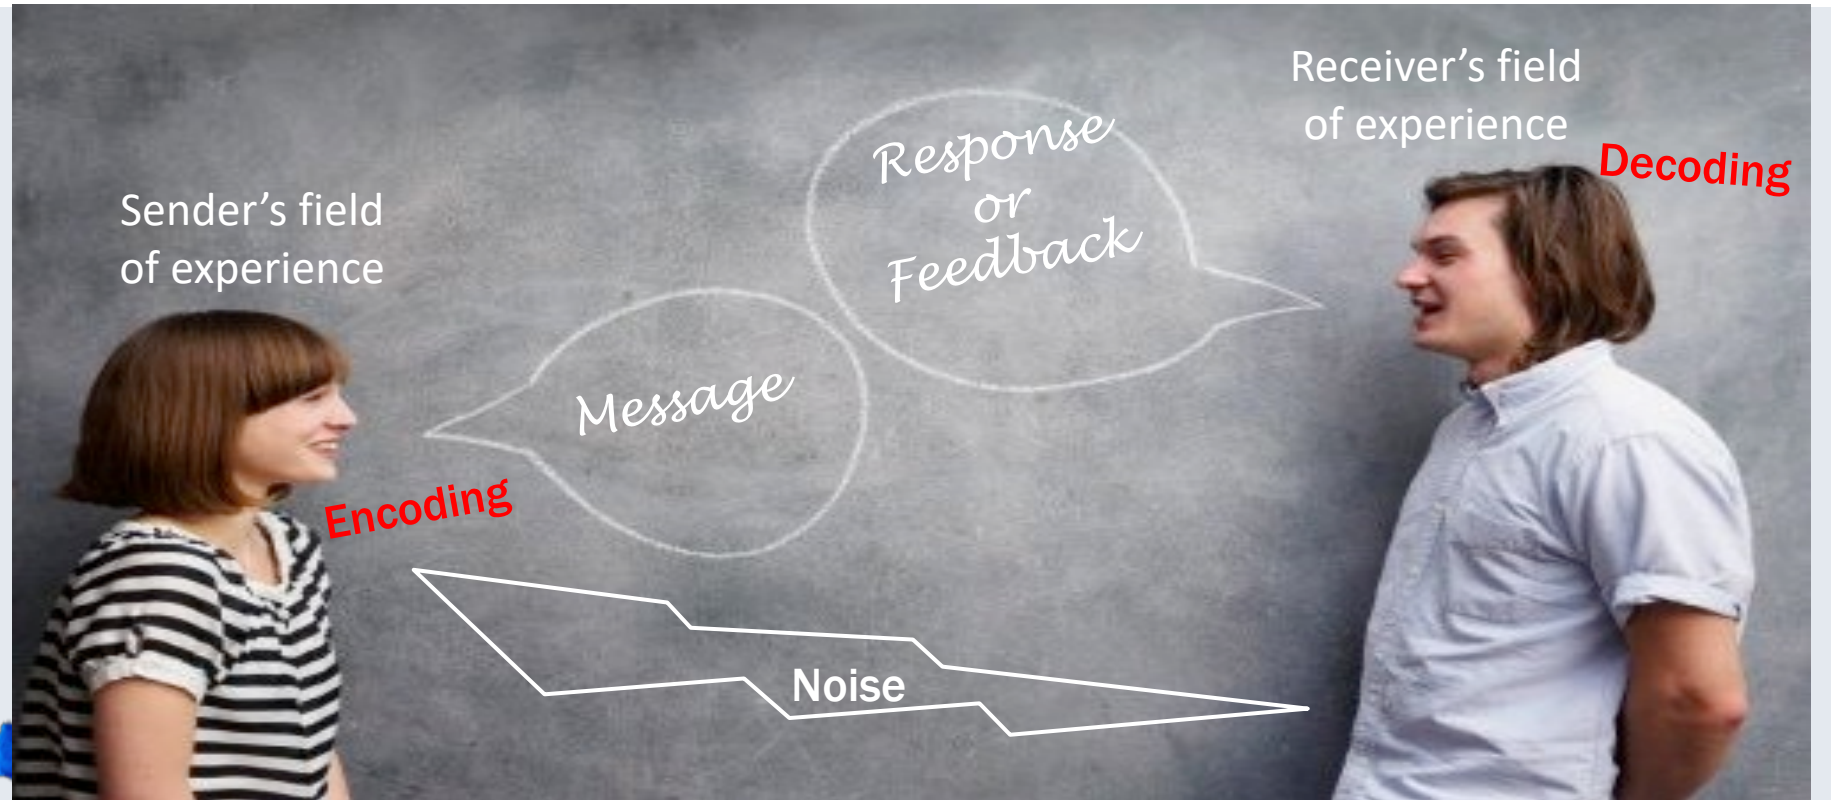 Receiver’s field
of experience
Decoding
Response
or
Feedback
Sender’s field
of experience
Message
Encoding
Noise